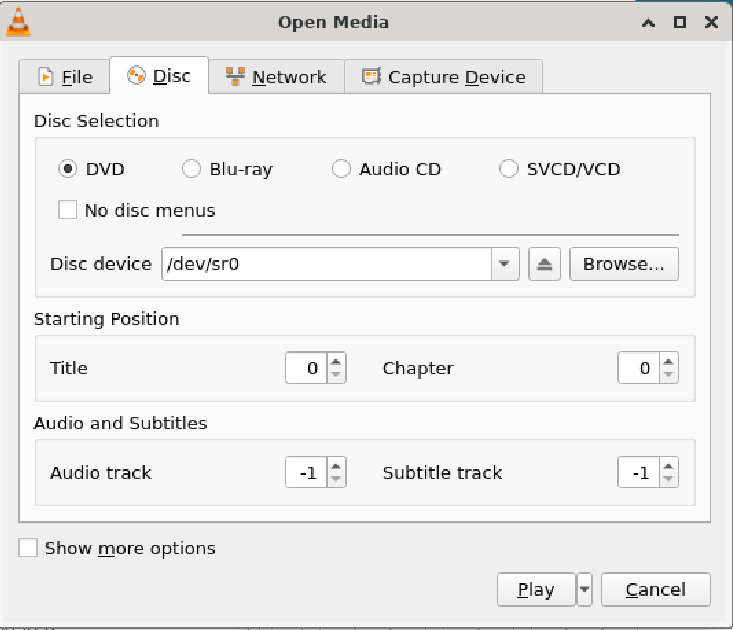 Open Media
File Disc Network Capture Device
Disc Selection
DVD Blu-ray Audio CD SVCD/VCD
No disc menus
Disc device /dev/sr0 Browse...
Starting Position
Title 0 Chapter 0
Audio and Subtitles
Audio track -1 Subtitle track -1
Show more options
Play Cancel